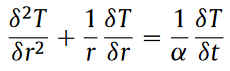 δ²T/δr² + 1/r δT/δr = 1/α δT/δt